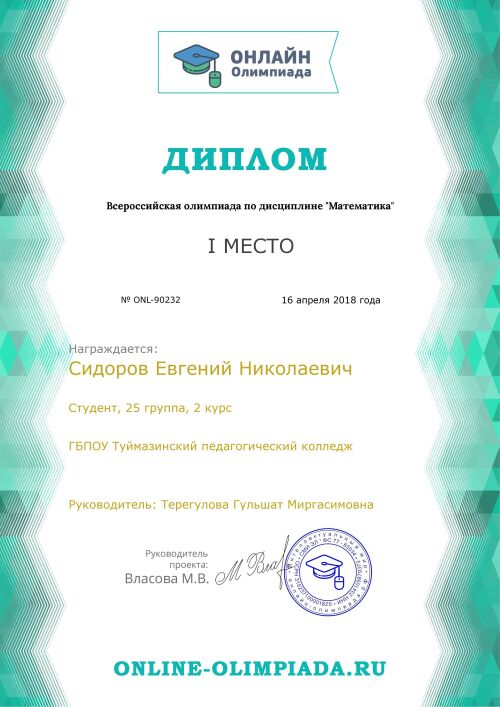 ОНЛАЙН
Олимпиада
ДИПЛОМ
Всероссийская олимпиада по дисциплине "Математика"
I МЕСТО
№ ONL-90232
16 апреля 2018 года
Награждается:
Сидоров Евгений Николаевич
Студент, 25 группа, 2 курс
ГБПОУ Туймазинский педагогический колледж
Руководитель: Терегулова Гульшат Миргасимовна
Руководитель
проекта:
Власова М.В.
ONLINE-OLIMPIADA.RU